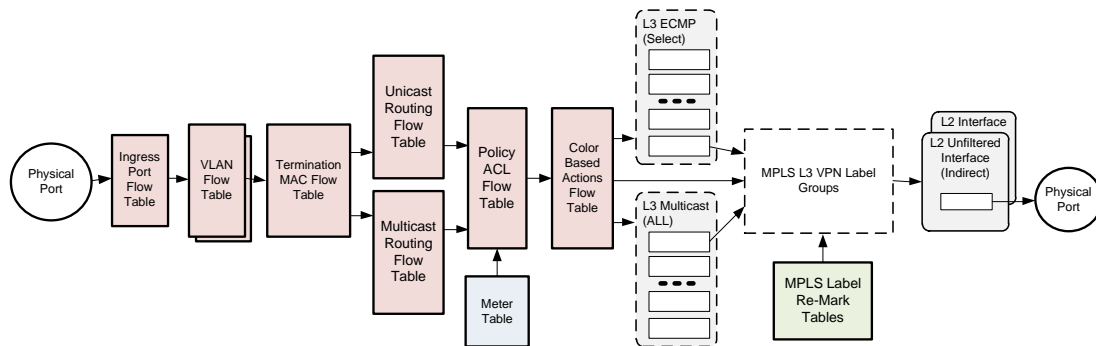 Physical
Port
Ingress
Port
Flow
Table
VLAN
Flow
Table
Termination
MAC Flow
Table
Unicast
Routing
Flow
Table
Multicast
Routing
Flow
Table
Policy
ACL
Flow
Table
Meter
Table
Color
Based
Actions
Flow
Table
L3 ECMP
(Select)
L3 Multicast
(ALL)
MPLS L3 VPN Label
Groups
MPLS Label
Re-Mark
Tables
L2 Interface
L2 Unfiltered
Interface
(Indirect)
Physical
Port